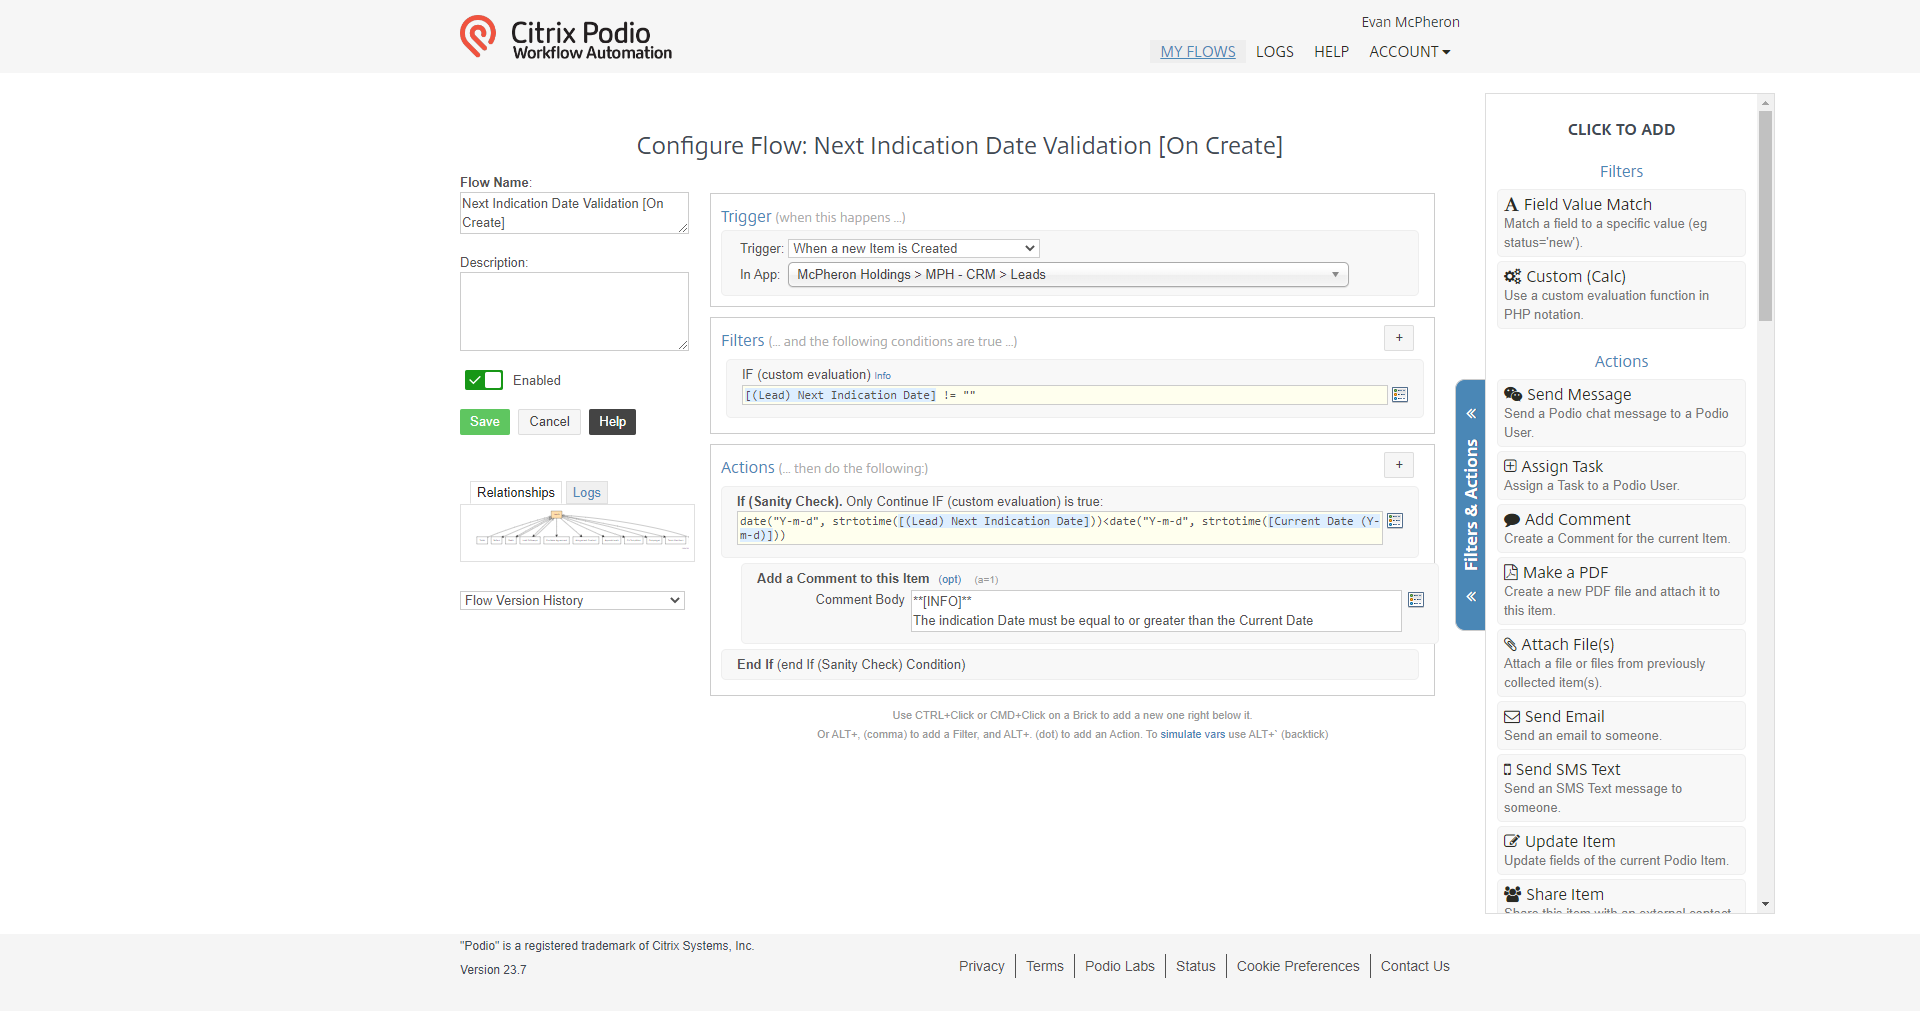 Citrix Podio
Workflow Automation
Evan McPheron
MY FLOWS
LOGS
HELP
ACCOUNT
Configure Flow: Next Indication Date Validation [On Create]
Flow Name:
Next Indication Date Validation [On
Create]
Description:
Enabled
Save
Cancel
Help
Relationships
Logs
Flow Version History
Trigger (when this happens ...)
Trigger: When a new Item is Created
In App: McPheron Holdings > MPH - CRM > Leads
Filters (... and the following conditions are true ...)
+
IF (custom evaluation) Info
[(Lead) Next Indication Date] != ""
Actions (... then do the following:)
+
If (Sanity Check). Only Continue IF (custom evaluation) is true:
date("Y-m-d", strtotime([(Lead) Next Indication Date]))<date("Y-m-d", strtotime([Current Date (Y-
m-d)]))
Add a Comment to this Item (opt) (a=1)
Comment Body
**[INFO]**
The indication Date must be equal to or greater than the Current Date
End If (end If (Sanity Check) Condition)
Use CTRL+Click or CMD+Click on a Brick to add a new one right below it.
Or ALT+, (comma) to add a Filter, and ALT+. (dot) to add an Action. To simulate vars use ALT+` (backtick)
Filters & Actions
CLICK TO ADD
Filters
Field Value Match
Match a field to a specific value (eg
status='new').
Custom (Calc)
Use a custom evaluation function in
PHP notation.
Actions
Send Message
Send a Podio chat message to a Podio
User.
Assign Task
Assign a Task to a Podio User.
Add Comment
Create a Comment for the current Item.
Make a PDF
Create a new PDF file and attach it to
this item.
Attach File(s)
Attach a file or files from previously
collected item(s).
Send Email
Send an email to someone.
Send SMS Text
Send an SMS Text message to
someone.
Update Item
Update fields of the current Podio Item.
Share Item
Share this item with an external contact
"Podio" is a registered trademark of Citrix Systems, Inc.
Version 23.7
Privacy
Terms
Podio Labs
Status
Cookie Preferences
Contact Us